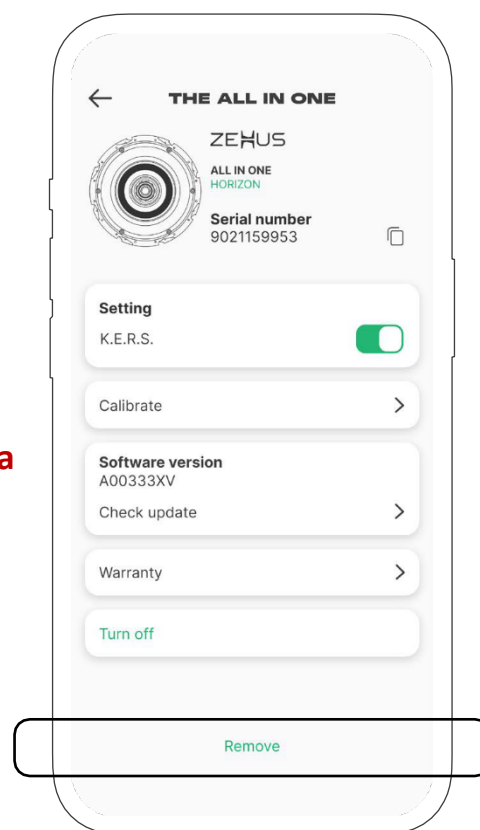 THE ALL IN ONE
ZEHUS
ALL IN ONE
HORIZON
Serial number
9021159953
Setting
K.E.R.S.
Calibrate
a
Software version
A00333XV
Check update
Warranty
Turn off
Remove